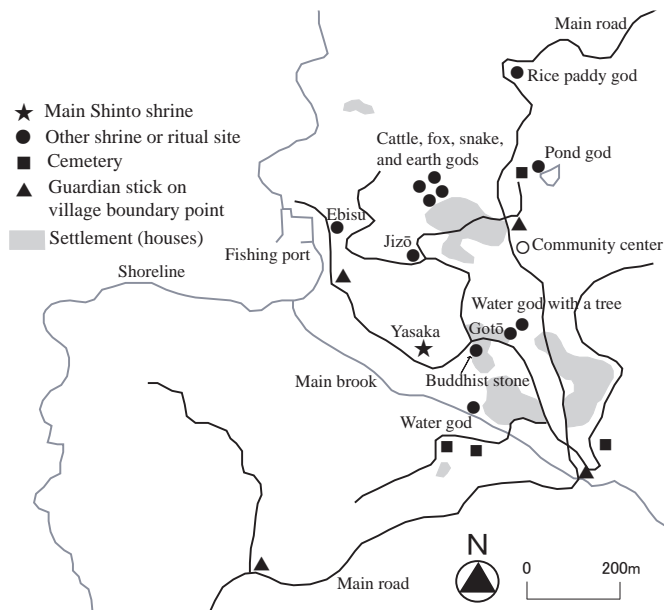 Main road
Rice paddy god
Main Shinto shrine
Other shrine or ritual site
Cemetery
Guardian stick on
village boundary point
Settlement (houses)
Cattle, fox, snake,
and earth gods
Pond god
Ebisu
Fishing port
Jizō
Community center
Shoreline
Water god with a tree
Gotō
Yasaka
Buddhist stone
Main brook
Water god
Main road
N
0
200m